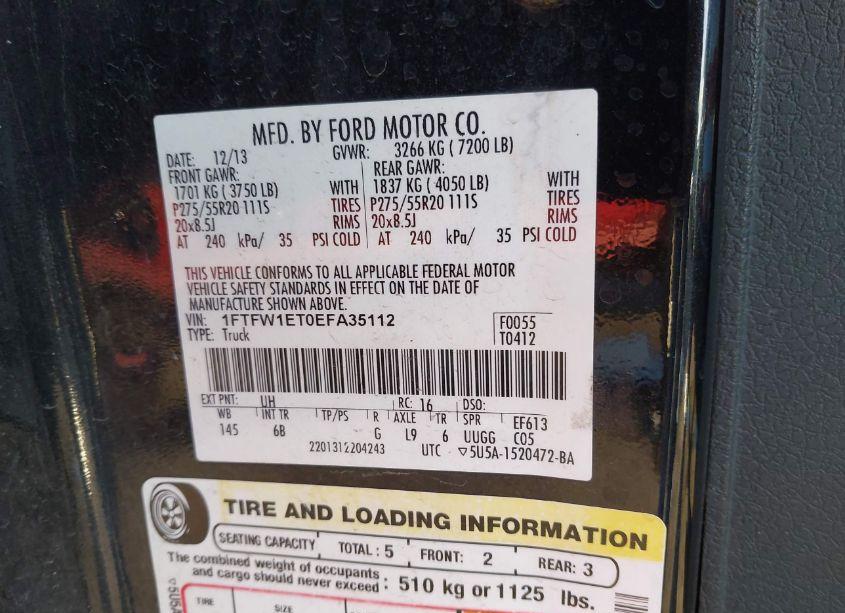 MFD. BY FORD MOTOR CO.
DATE: 12/13 GVWR: 3266 KG ( 7200 LB)
FRONT GAWR: REAR GAWR:
1701 KG ( 3750 LB) WITH 1837 KG ( 4050 LB) WITH
P275/55R20 111S TIRES P275/55R20 111S TIRES
20x8.5J RIMS 20x8.5J RIMS
AT 240 kPa/ 35 PSI COLD AT 240 kPa/ 35 PSI COLD
THIS VEHICLE CONFORMS TO ALL APPLICABLE FEDERAL MOTOR
VEHICLE SAFETY STANDARDS IN EFFECT ON THE DATE OF
MANUFACTURE SHOWN ABOVE.
VIN: 1FTFW1ET0EFA35112 F0055
TYPE: Truck T0412
EXT PNT: UH RC: 16 DSO:
WB INT TR TP/PS R AXLE TR SPR EF613
145 6B G L9 6 UUGG C05
2201312204243 UTC ▽5U5A-1520472-BA
TIRE AND LOADING INFORMATION
SEATING CAPACITY TOTAL : 5 FRONT: 2 REAR: 3
The combined weight of occupants
and cargo should never exceed : 510 kg or 1125 lbs.
TIRE SIZE
▽5U5A